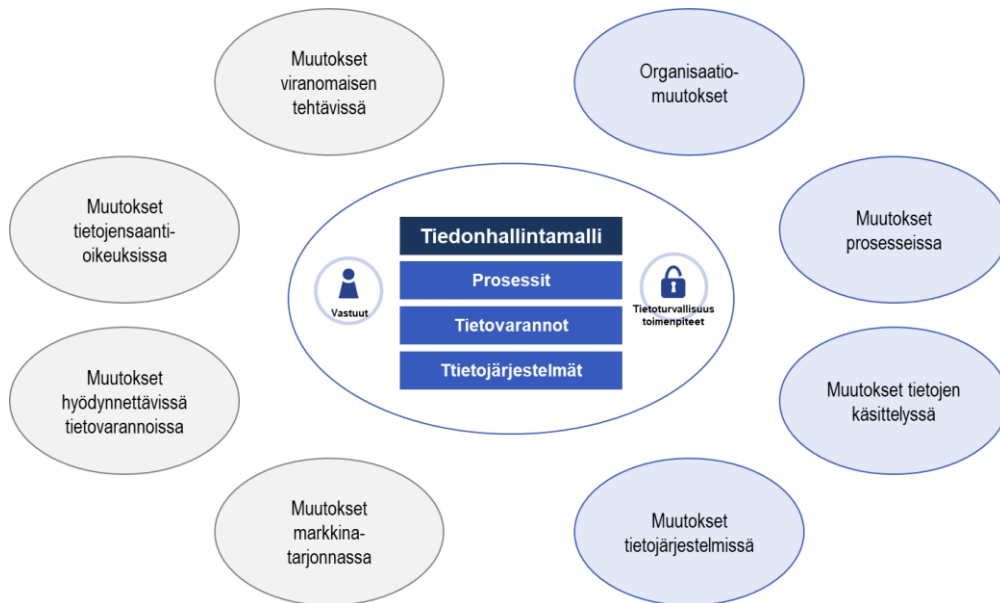 Muutokset
viranomaisen
tehtävissä
Organisaatio-
muutokset
Muutokset
tietojensaanti-
oikeuksissa
Muutokset
prosesseissa
Tiedonhallintamalli
Prosessit
Tietovarannot
Ttietojärjestelmät
Vastuut
Tietoturvallisuus
toimenpiteet
Muutokset
hyödynnettävissä
tietovarannoissa
Muutokset tietojen
käsittelyssä
Muutokset
markkina-
tarjonnassa
Muutokset
tietojärjestelmissä